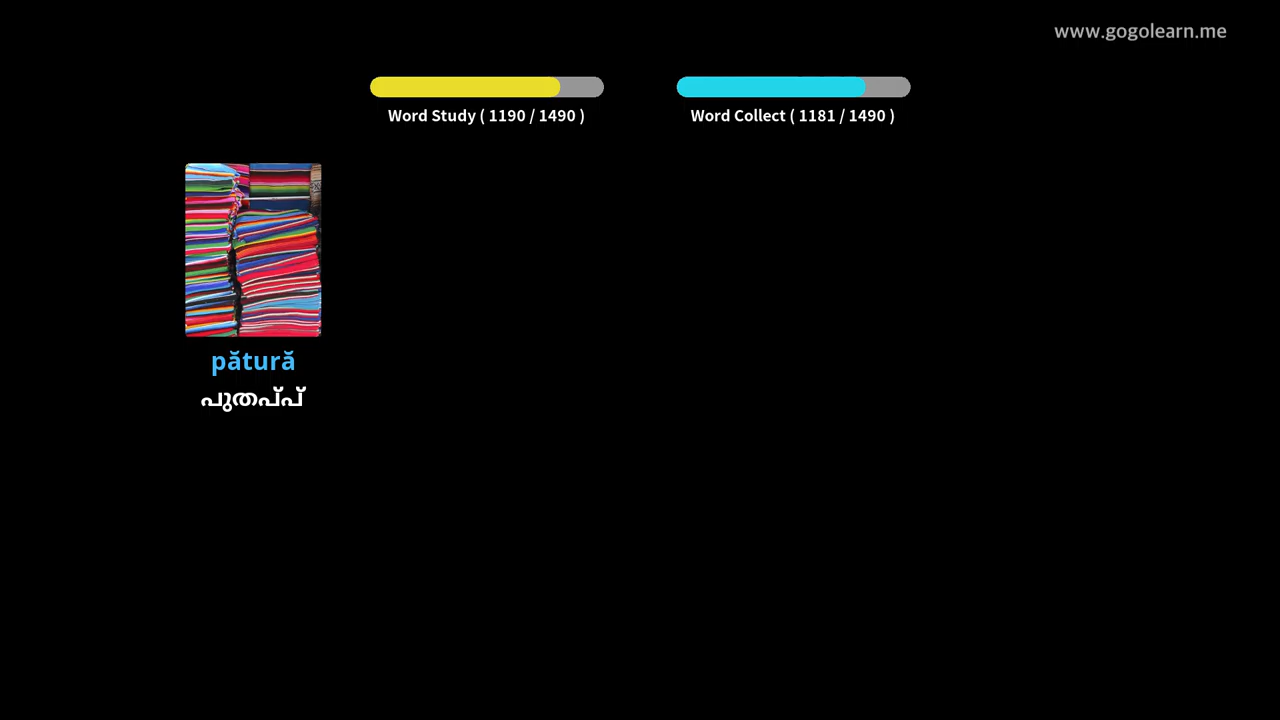 www.gogolearn.me
Word Study ( 1190 / 1490 )
Word Collect ( 1181 / 1490 )
pătură
പുതപ്പ്